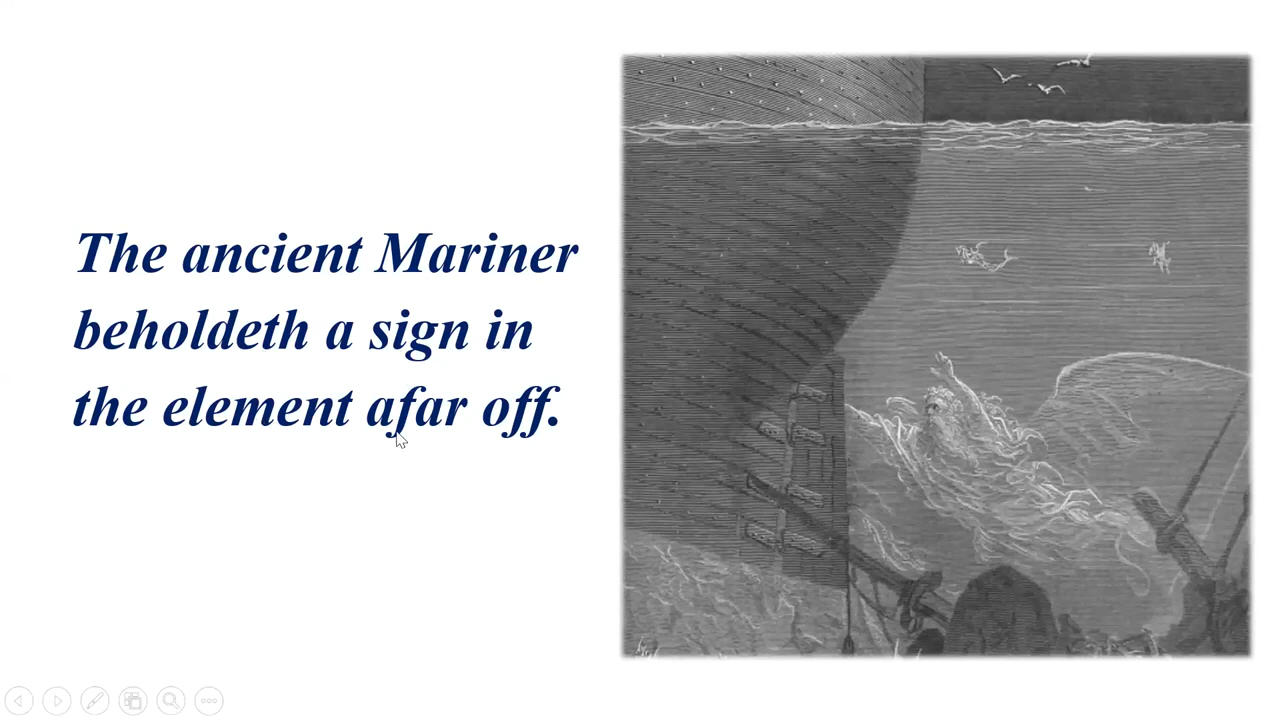 The ancient Mariner
beholdeth a sign in
the element afar off.